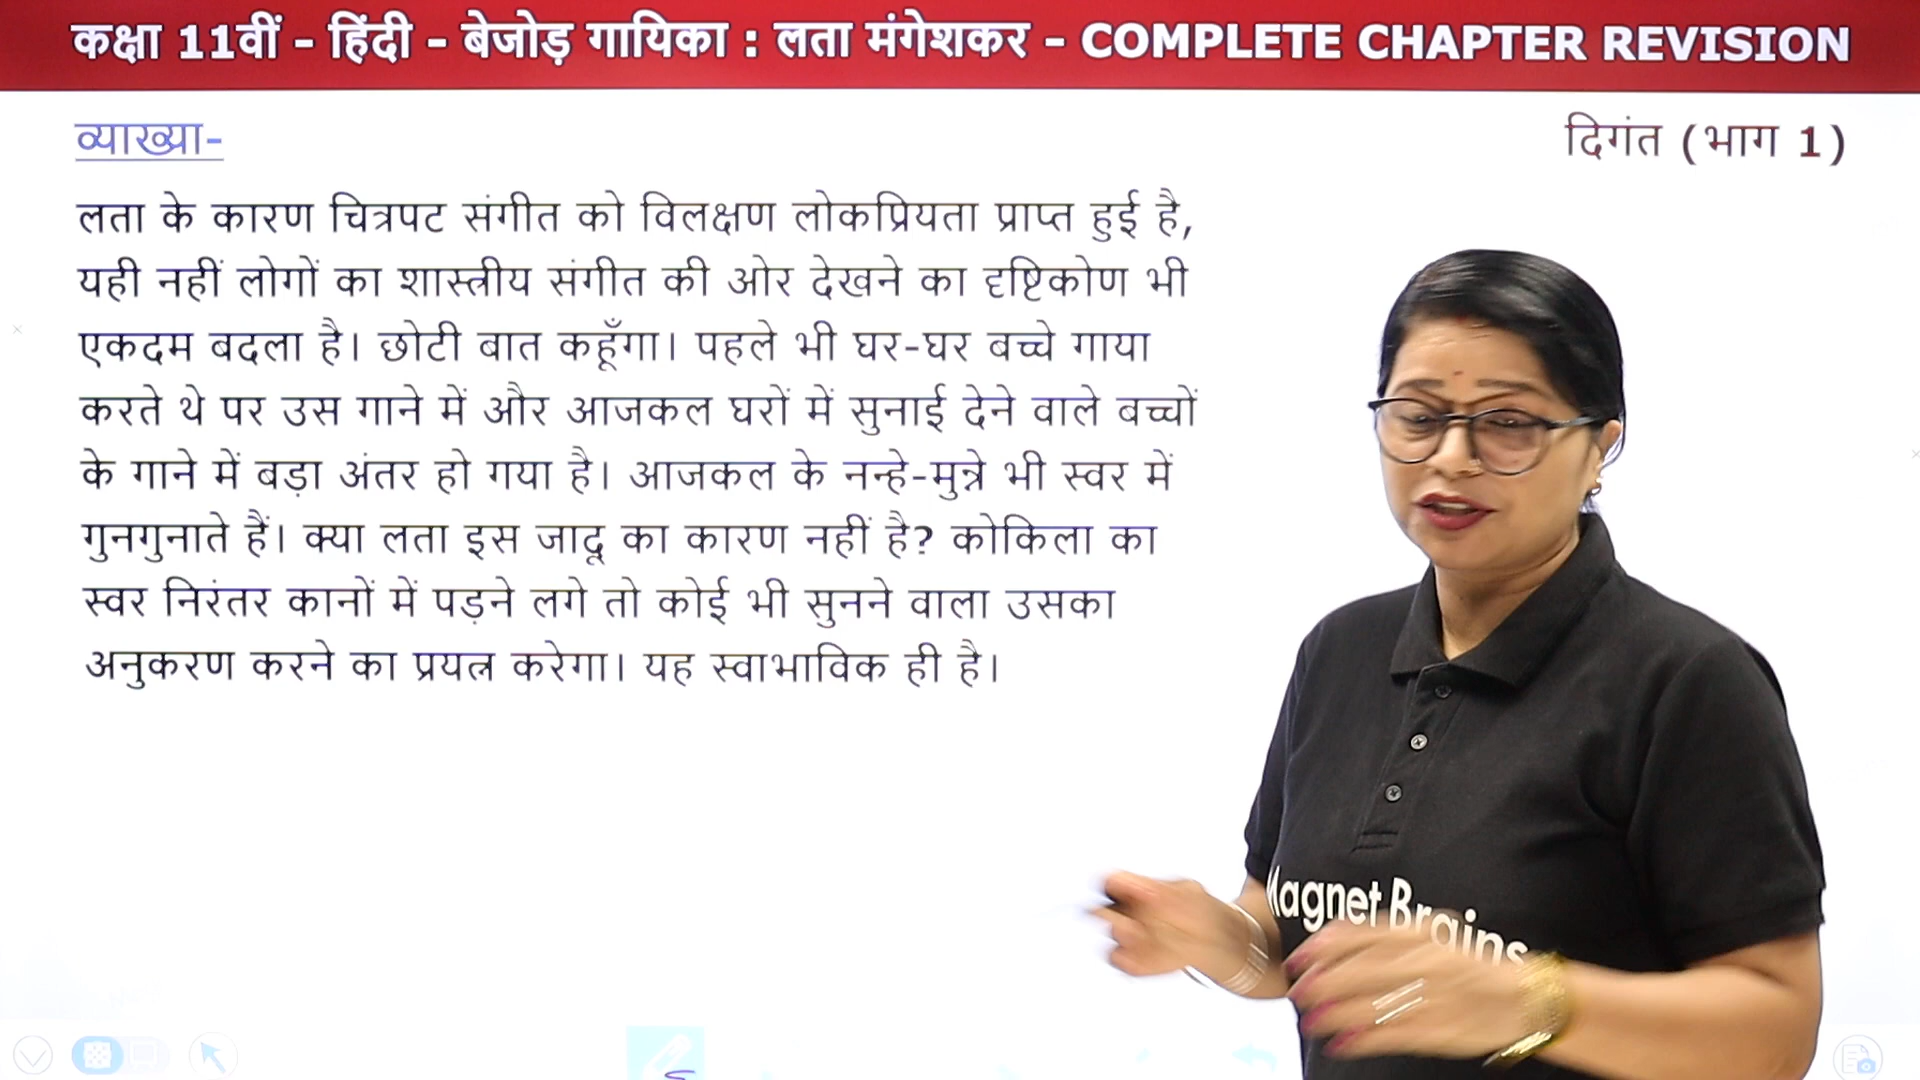 कक्षा 11वीं - हिंदी - बेजोड़ गायिका : लता मंगेशकर - COMPLETE CHAPTER REVISION
व्याख्या-
दिगंत (भाग 1)
लता के कारण चित्रपट संगीत को विलक्षण लोकप्रियता प्राप्त हुई है,
यही नहीं लोगों का शास्त्रीय संगीत की ओर देखने का दृष्टिकोण भी
एकदम बदला है। छोटी बात कहूँगा। पहले भी घर-घर बच्चे गाया
करते थे पर उस गाने में और आजकल घरों में सुनाई देने वाले बच्चों
के गाने में बड़ा अंतर हो गया है। आजकल के नन्हे-मुन्ने भी स्वर में
गुनगुनाते हैं। क्या लता इस जादू का कारण नहीं है? कोकिला का
स्वर निरंतर कानों में पड़ने लगे तो कोई भी सुनने वाला उसका
अनुकरण करने का प्रयत्न करेगा। यह स्वाभाविक ही है।
Magnet Brains